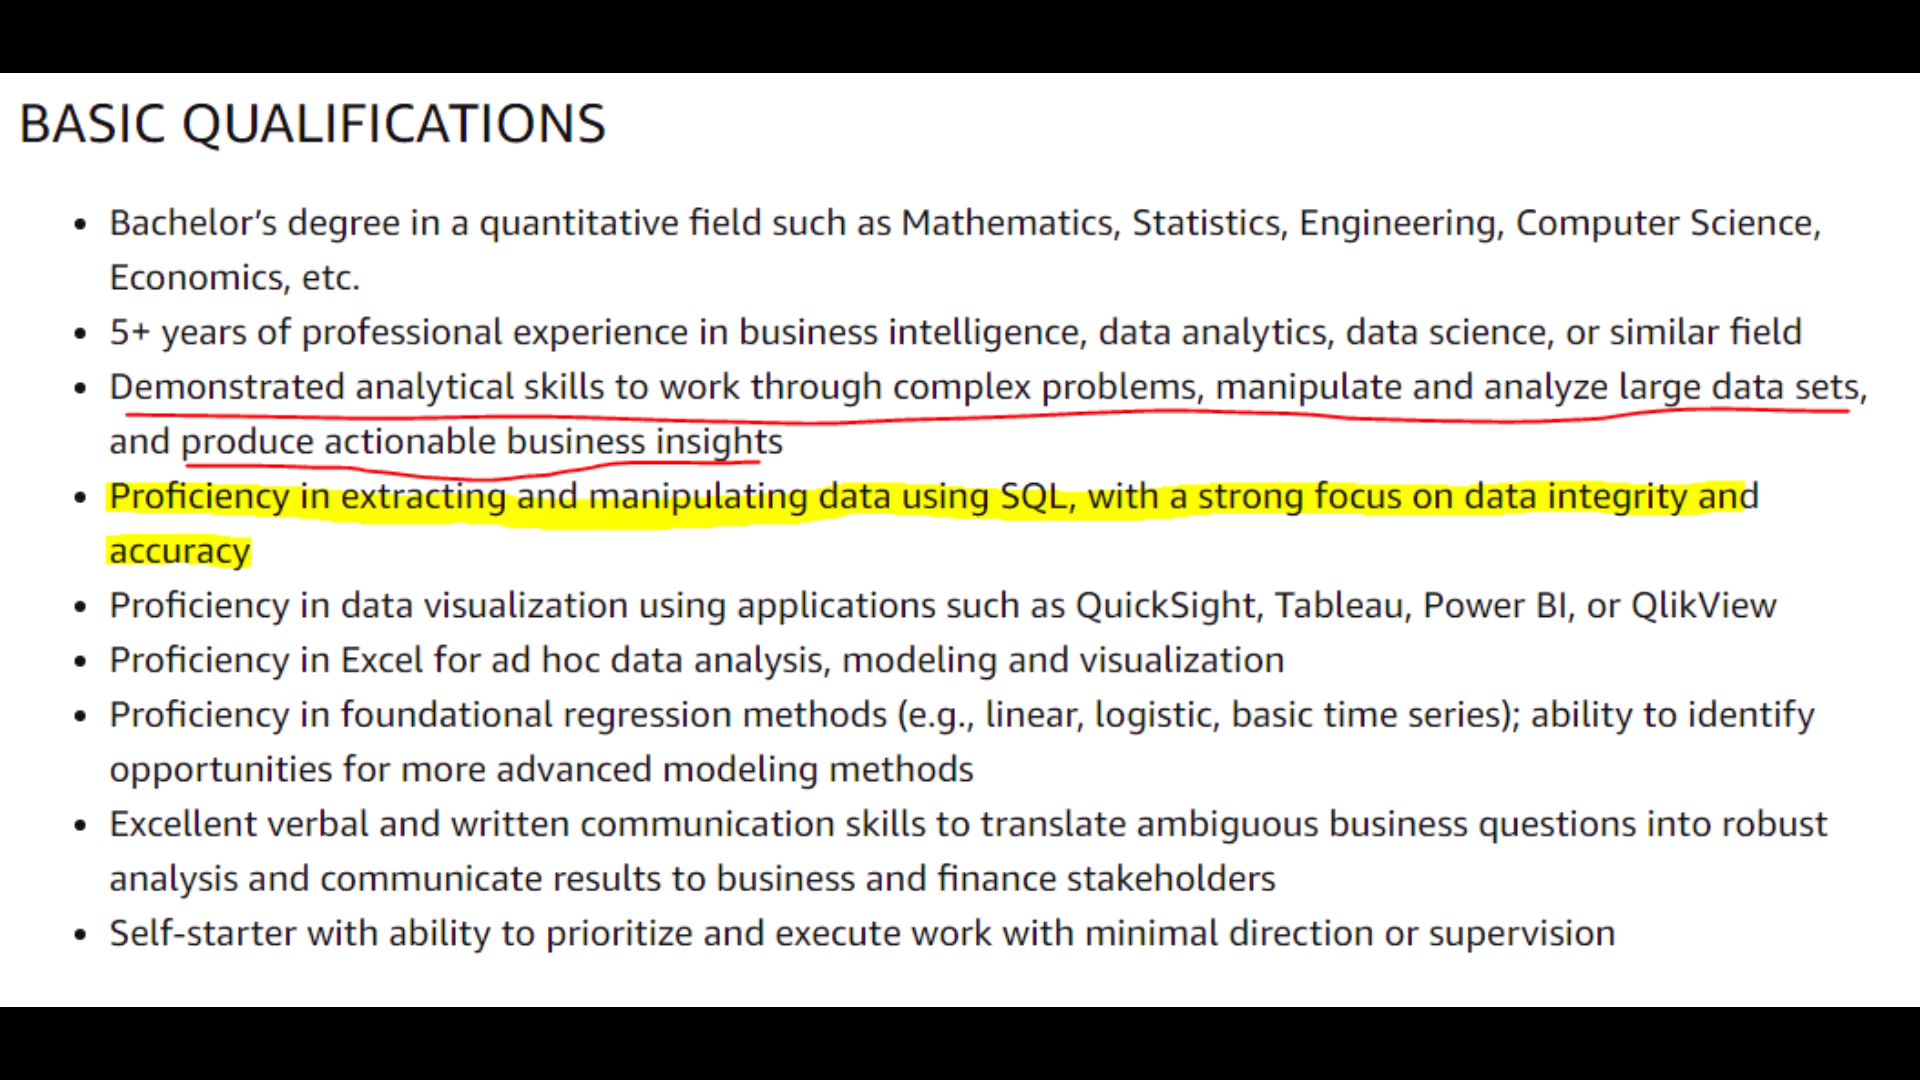 BASIC QUALIFICATIONS
• Bachelor’s degree in a quantitative field such as Mathematics, Statistics, Engineering, Computer Science,
Economics, etc.
• 5+ years of professional experience in business intelligence, data analytics, data science, or similar field
• Demonstrated analytical skills to work through complex problems, manipulate and analyze large data sets,
and produce actionable business insights
• Proficiency in extracting and manipulating data using SQL, with a strong focus on data integrity and
accuracy
• Proficiency in data visualization using applications such as QuickSight, Tableau, Power BI, or QlikView
• Proficiency in Excel for ad hoc data analysis, modeling and visualization
• Proficiency in foundational regression methods (e.g., linear, logistic, basic time series); ability to identify
opportunities for more advanced modeling methods
• Excellent verbal and written communication skills to translate ambiguous business questions into robust
analysis and communicate results to business and finance stakeholders
• Self-starter with ability to prioritize and execute work with minimal direction or supervision